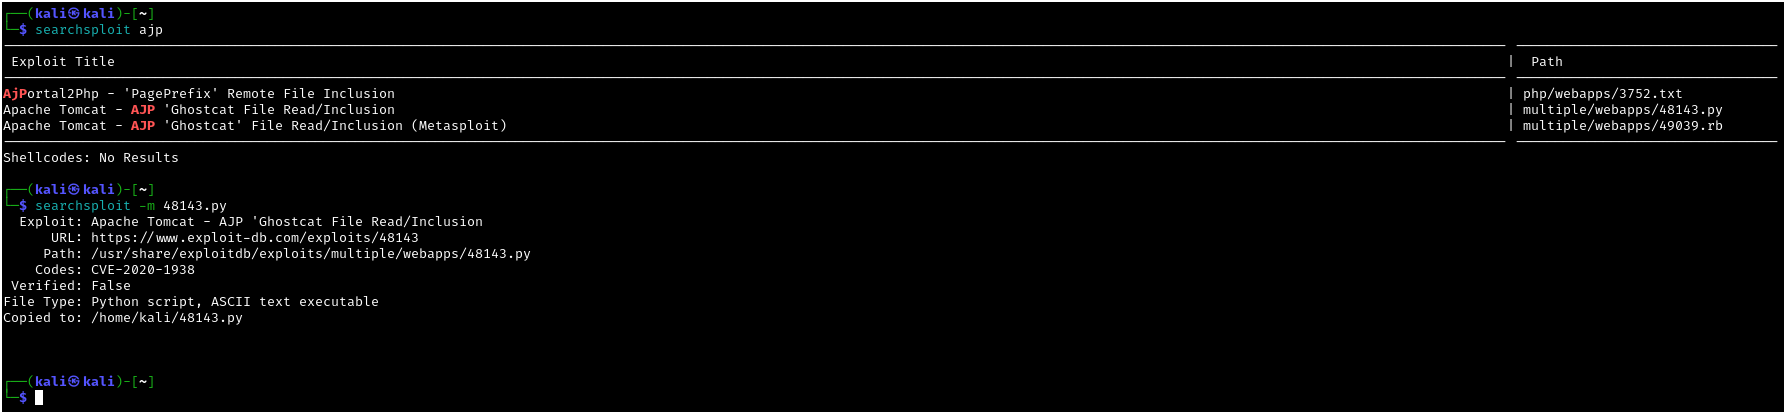 ┌──(kali㉿kali)-[~]
└─$ searchsploit ajp
Exploit Title | Path
AjPortal2Php - 'PagePrefix' Remote File Inclusion | php/webapps/3752.txt
Apache Tomcat - AJP 'Ghostcat File Read/Inclusion | multiple/webapps/48143.py
Apache Tomcat - AJP 'Ghostcat' File Read/Inclusion (Metasploit) | multiple/webapps/49039.rb
Shellcodes: No Results
┌──(kali㉿kali)-[~]
└─$ searchsploit -m 48143.py
Exploit: Apache Tomcat - AJP 'Ghostcat File Read/Inclusion
URL: https://www.exploit-db.com/exploits/48143
Path: /usr/share/exploitdb/exploits/multiple/webapps/48143.py
Codes: CVE-2020-1938
Verified: False
File Type: Python script, ASCII text executable
Copied to: /home/kali/48143.py
┌──(kali㉿kali)-[~]
└─$